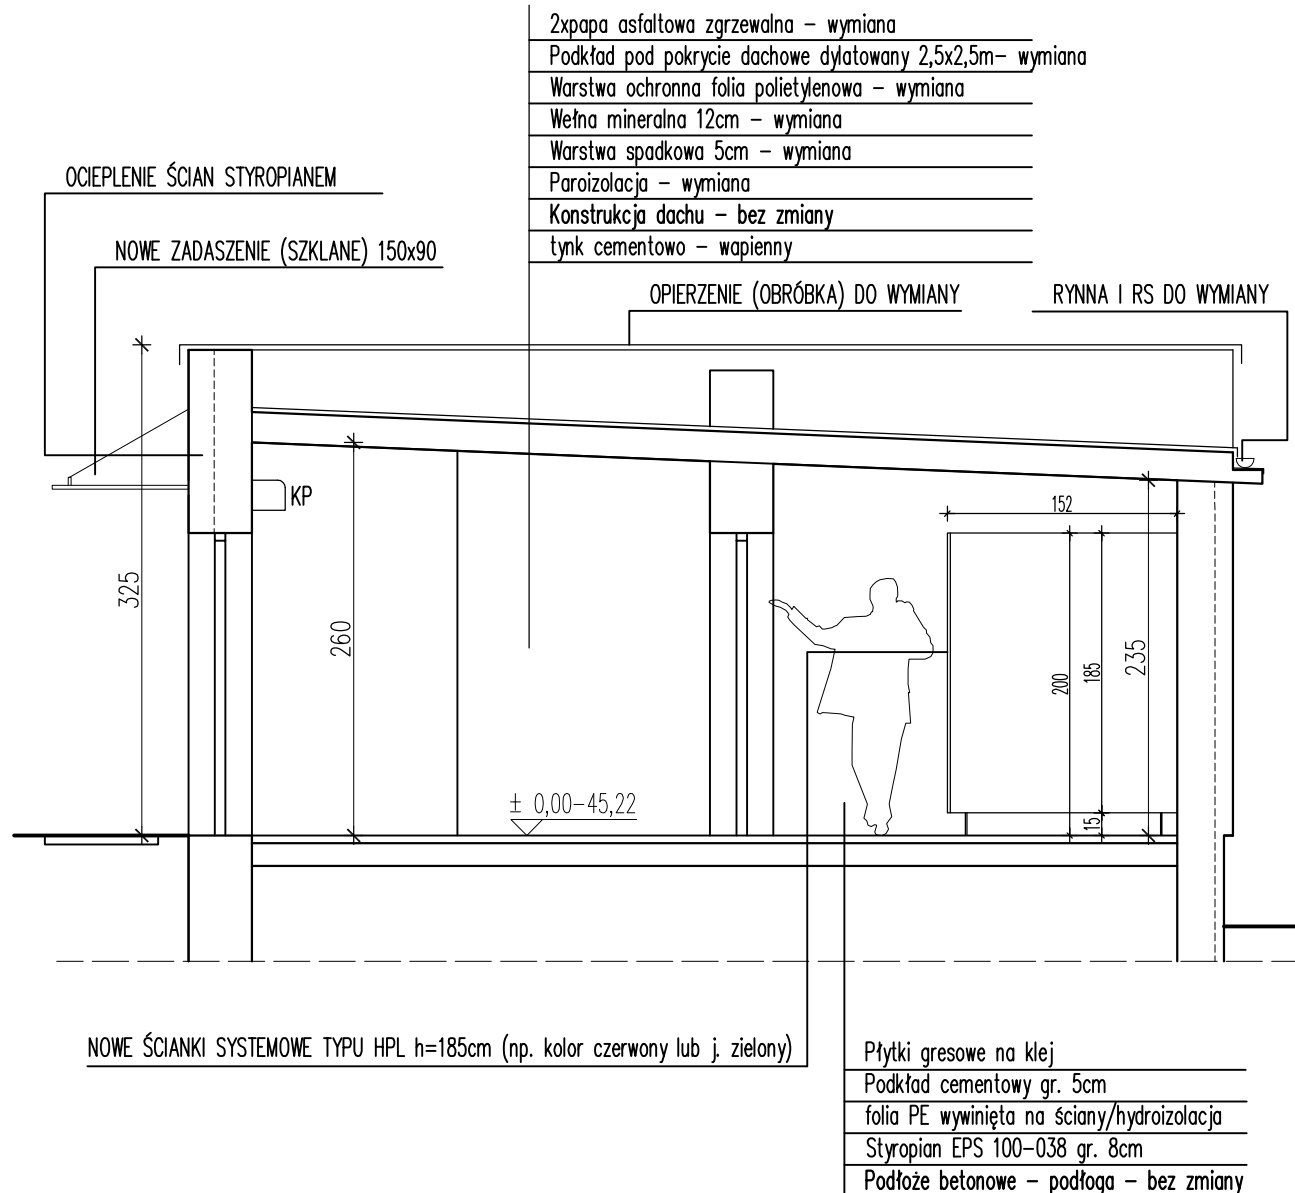 2xpapa asfaltowa zgrzewalna – wymiana
Podkład pod pokrycie dachowe dylatowany 2,5x2,5m– wymiana
Warstwa ochronna folia polietylenowa – wymiana
Wełna mineralna 12cm – wymiana
Warstwa spadkowa 5cm – wymiana
Paroizolacja – wymiana
Konstrukcja dachu – bez zmiany
tynk cementowo – wapienny
OCIEPLENIE ŚCIAN STYROPIANEM
NOWE ZADASZENIE (SZKLANE) 150x90
OPIERZENIE (OBRÓBKA) DO WYMIANY
RYNNA I RS DO WYMIANY
KP
152
325
260
200
185
235
± 0,00–45,22
15
NOWE ŚCIANKI SYSTEMOWE TYPU HPL h=185cm (np. kolor czerwony lub j. zielony)
Płytki gresowe na klej
Podkład cementowy gr. 5cm
folia PE wywinięta na ściany/hydroizolacja
Styropian EPS 100–038 gr. 8cm
Podłoże betonowe – podłoga – bez zmiany